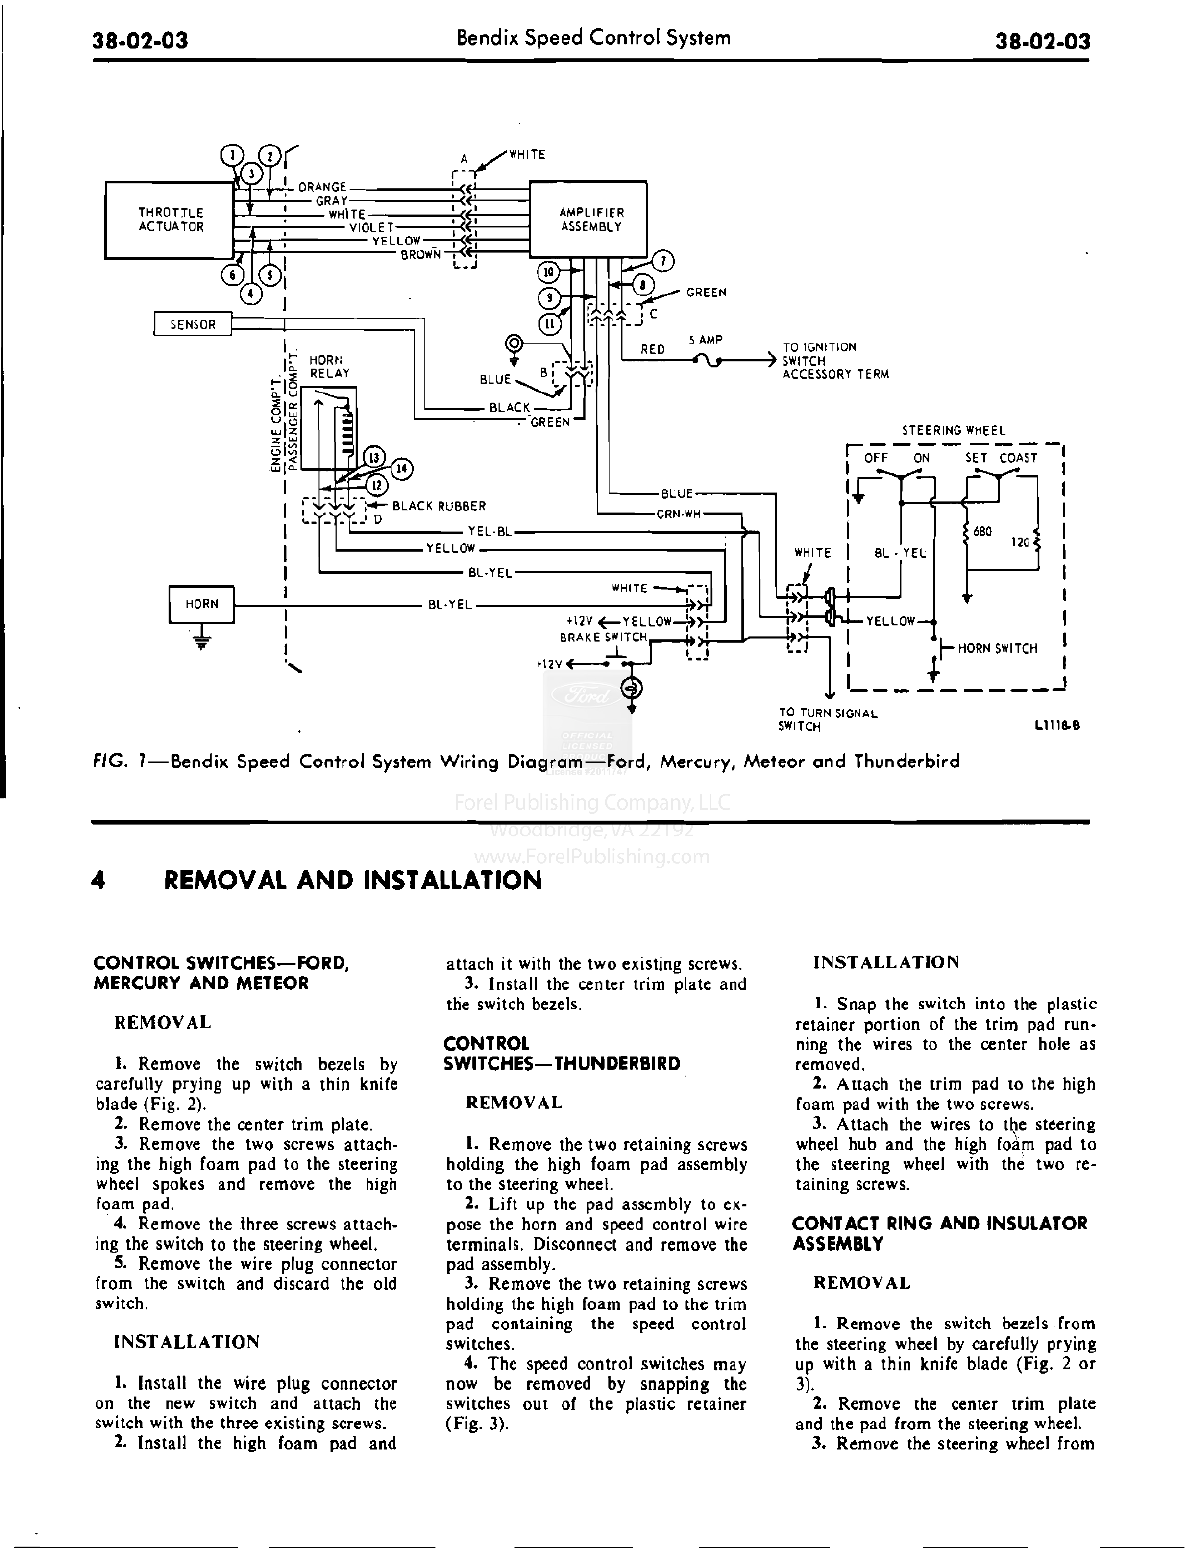 38-02-03
Bendix Speed Control System
38-02-03
1
2
3
A
WHITE
ORANGE
GRAY
WHITE
VIOLET
YELLOW
BROWN
THROTTLE
ACTUATOR
AMPLIFIER
ASSEMBLY
6
5
4
10
7
9
8
11
GREEN
C
SENSOR
RED
5 AMP
TO IGNITION
SWITCH
ACCESSORY TERM
ENGINE COMP'T.
PASSENGER COMP'T.
HORN
RELAY
BLUE
B
BLACK
GREEN
STEERING WHEEL
OFF ON SET COAST
13
14
12
BLACK RUBBER
D
BLUE
GRN-WH
YEL-BL
YELLOW
BL-YEL
680
120
WHITE
BL - YEL
WHITE
HORN
BL-YEL
+12V
YELLOW
BRAKE SWITCH
+12V
YELLOW
HORN SWITCH
TO TURN SIGNAL
SWITCH
L1118-B
Ford
OFFICIAL
LICENSED
FIG. 1—Bendix Speed Control System Wiring Diagram—Ford, Mercury, Meteor and Thunderbird
Forel Publishing Company, LLC
Woodbridge, VA 22192
www.ForelPublishing.com
4 REMOVAL AND INSTALLATION
CONTROL SWITCHES—FORD,
MERCURY AND METEOR
REMOVAL
1. Remove the switch bezels by
carefully prying up with a thin knife
blade (Fig. 2).
2. Remove the center trim plate.
3. Remove the two screws attach-
ing the high foam pad to the steering
wheel spokes and remove the high
foam pad.
4. Remove the three screws attach-
ing the switch to the steering wheel.
5. Remove the wire plug connector
from the switch and discard the old
switch.
INSTALLATION
1. Install the wire plug connector
on the new switch and attach the
switch with the three existing screws.
2. Install the high foam pad and
attach it with the two existing screws.
3. Install the center trim plate and
the switch bezels.
CONTROL
SWITCHES—THUNDERBIRD
REMOVAL
1. Remove the two retaining screws
holding the high foam pad assembly
to the steering wheel.
2. Lift up the pad assembly to ex-
pose the horn and speed control wire
terminals. Disconnect and remove the
pad assembly.
3. Remove the two retaining screws
holding the high foam pad to the trim
pad containing the speed control
switches.
4. The speed control switches may
now be removed by snapping the
switches out of the plastic retainer
(Fig. 3).
INSTALLATION
1. Snap the switch into the plastic
retainer portion of the trim pad run-
ning the wires to the center hole as
removed.
2. Attach the trim pad to the high
foam pad with the two screws.
3. Attach the wires to the steering
wheel hub and the high foam pad to
the steering wheel with the two re-
taining screws.
CONTACT RING AND INSULATOR
ASSEMBLY
REMOVAL
1. Remove the switch bezels from
the steering wheel by carefully prying
up with a thin knife blade (Fig. 2 or
3).
2. Remove the center trim plate
and the pad from the steering wheel.
3. Remove the steering wheel from